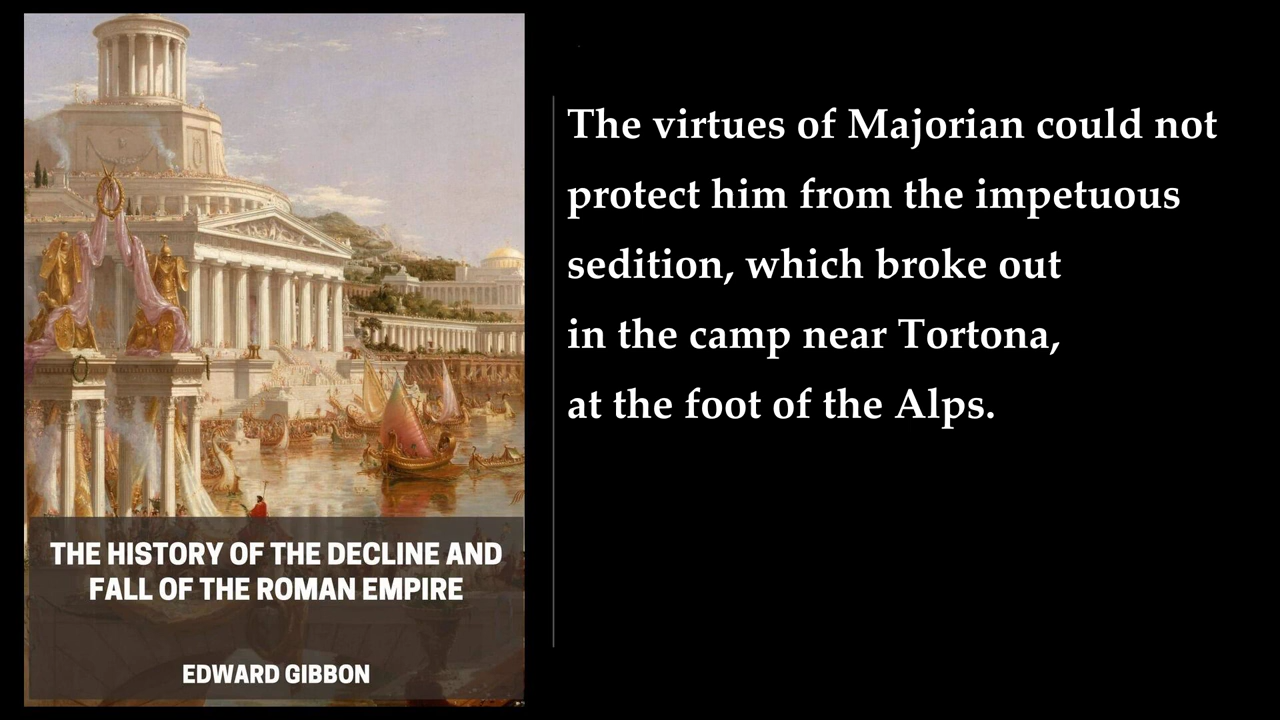 THE HISTORY OF THE DECLINE AND
FALL OF THE ROMAN EMPIRE
EDWARD GIBBON
The virtues of Majorian could not
protect him from the impetuous
sedition, which broke out
in the camp near Tortona,
at the foot of the Alps.